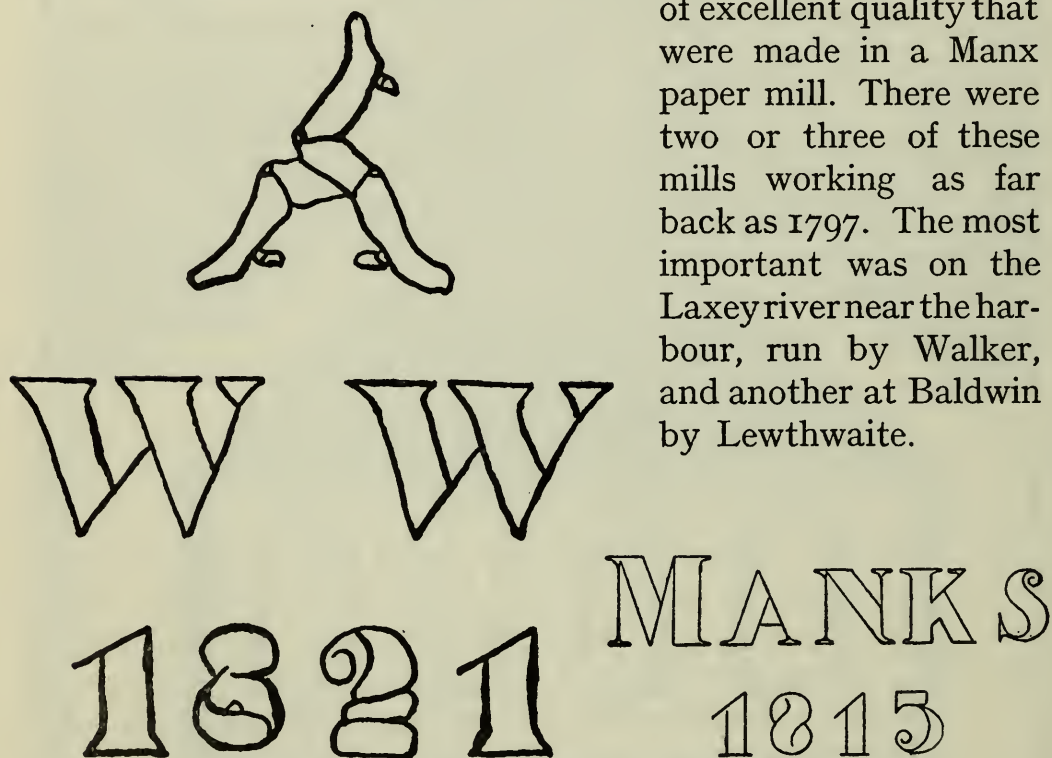 of excellent quality that
were made in a Manx
paper mill. There were
two or three of these
mills working as far
back as 1797. The most
important was on the
Laxey river near the har-
bour, run by Walker,
and another at Baldwin
by Lewthwaite.
W W
1821
MANKS
1815